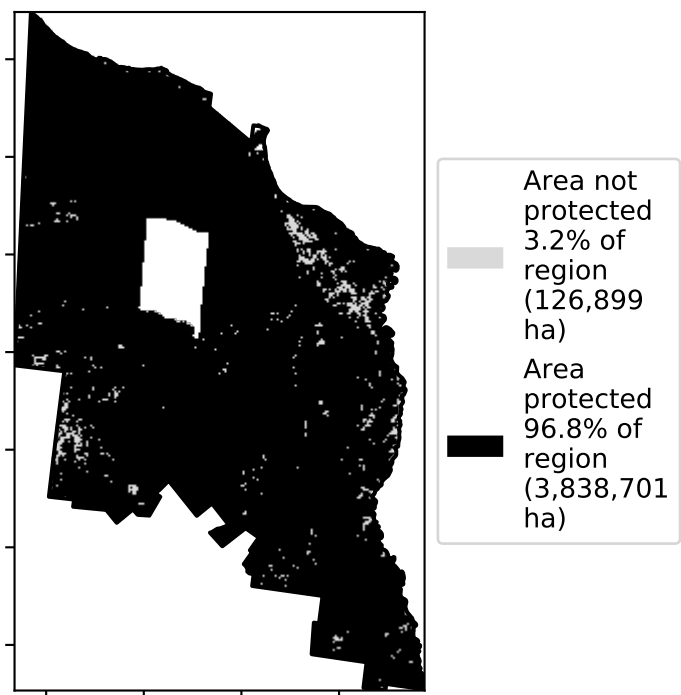 Area not
protected
3.2% of
region
(126,899
ha)
Area
protected
96.8% of
region
(3,838,701
ha)